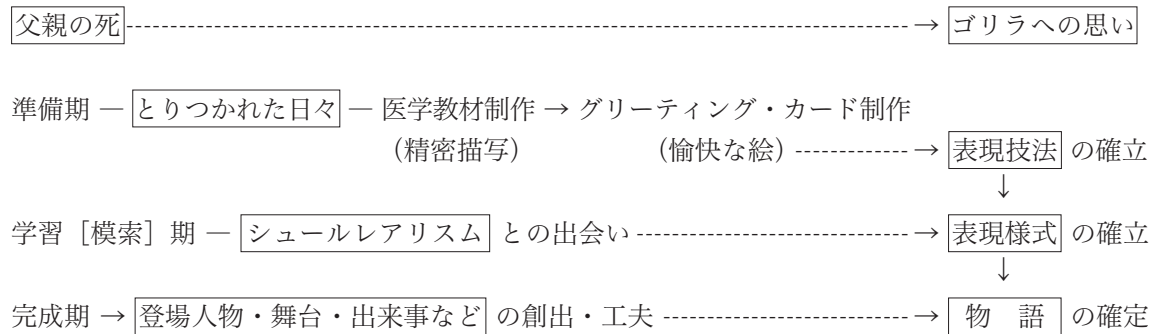 父親の死 → ゴリラへの思い
準備期 — とりつかれた日々 — 医学教材制作 → グリーティング・カード制作
(精密描写) (愉快な絵) → 表現技法 の確立
↓
学習［模索］期 — シュールレアリスム との出会い → 表現様式 の確立
↓
完成期 → 登場人物・舞台・出来事など の創出・工夫 → 物 語 の確定